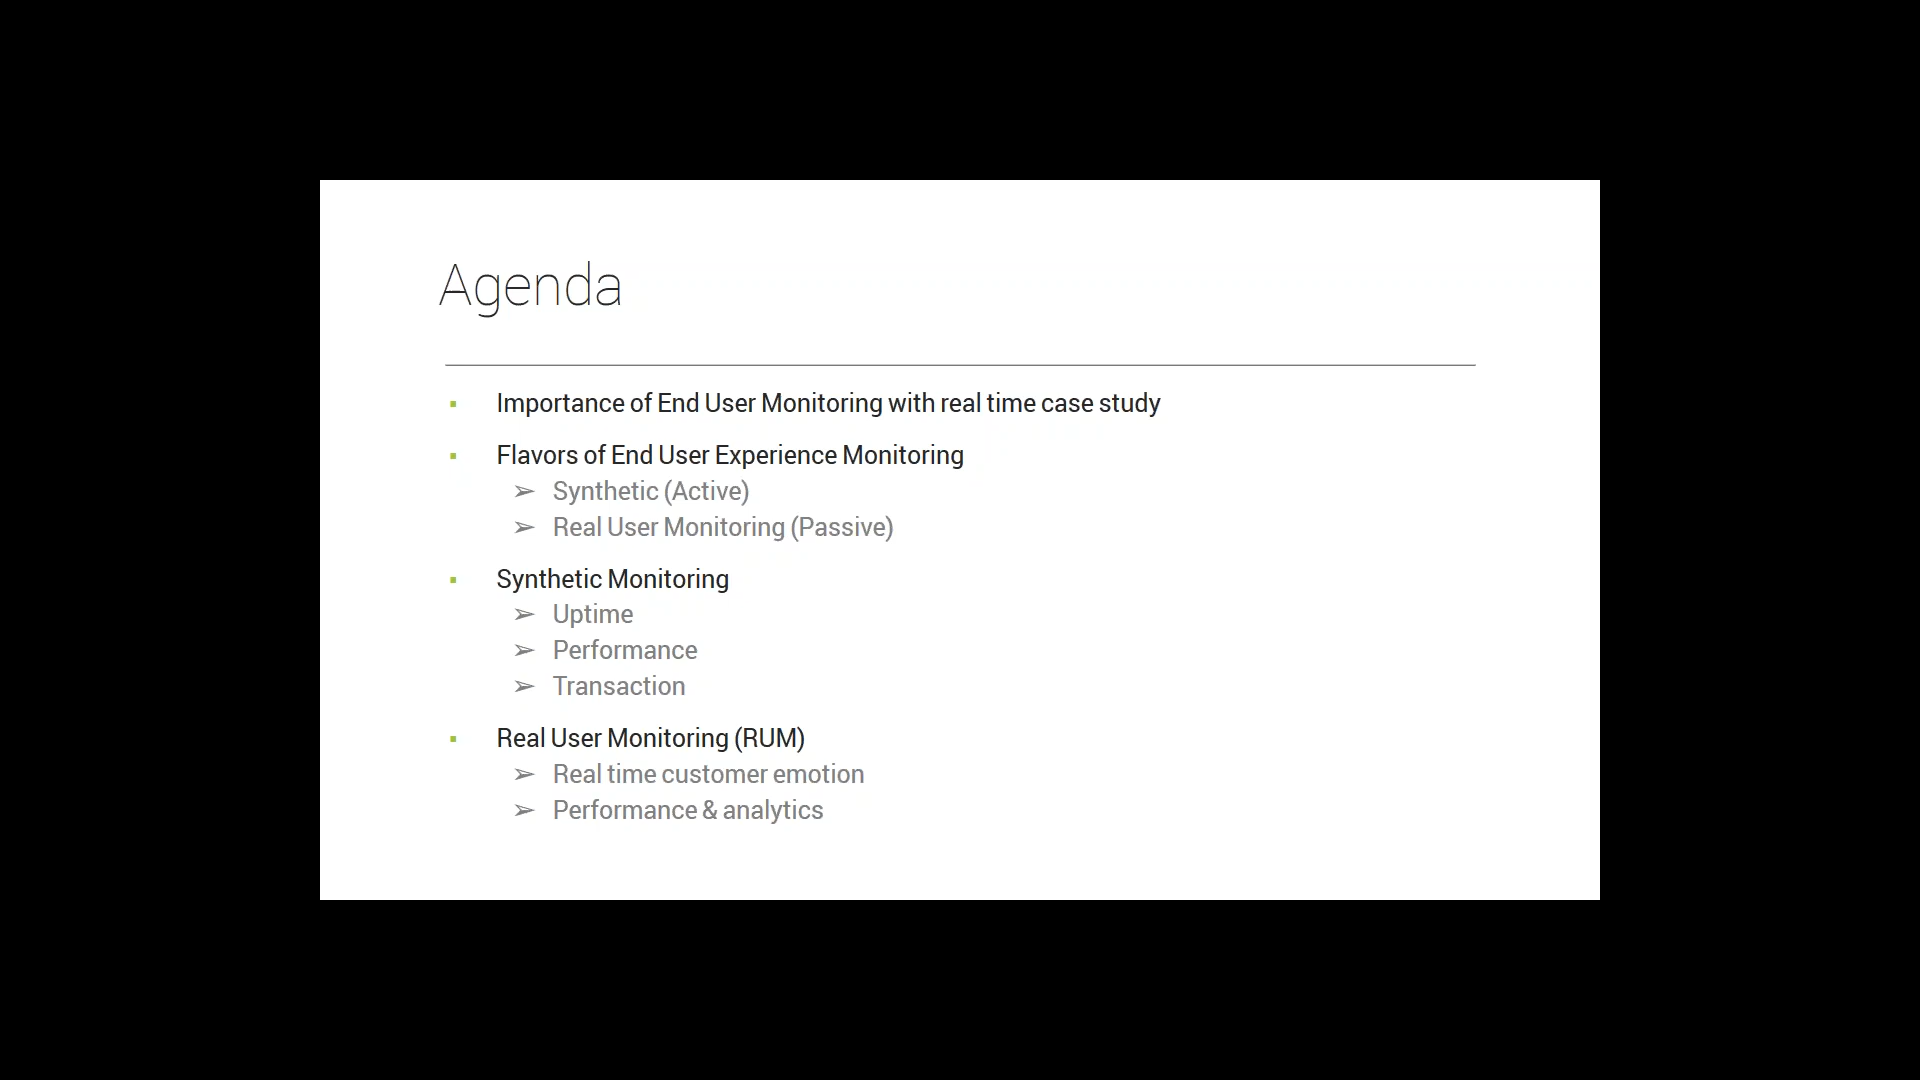 Agenda
▪ Importance of End User Monitoring with real time case study
▪ Flavors of End User Experience Monitoring
➢ Synthetic (Active)
➢ Real User Monitoring (Passive)
▪ Synthetic Monitoring
➢ Uptime
➢ Performance
➢ Transaction
▪ Real User Monitoring (RUM)
➢ Real time customer emotion
➢ Performance & analytics